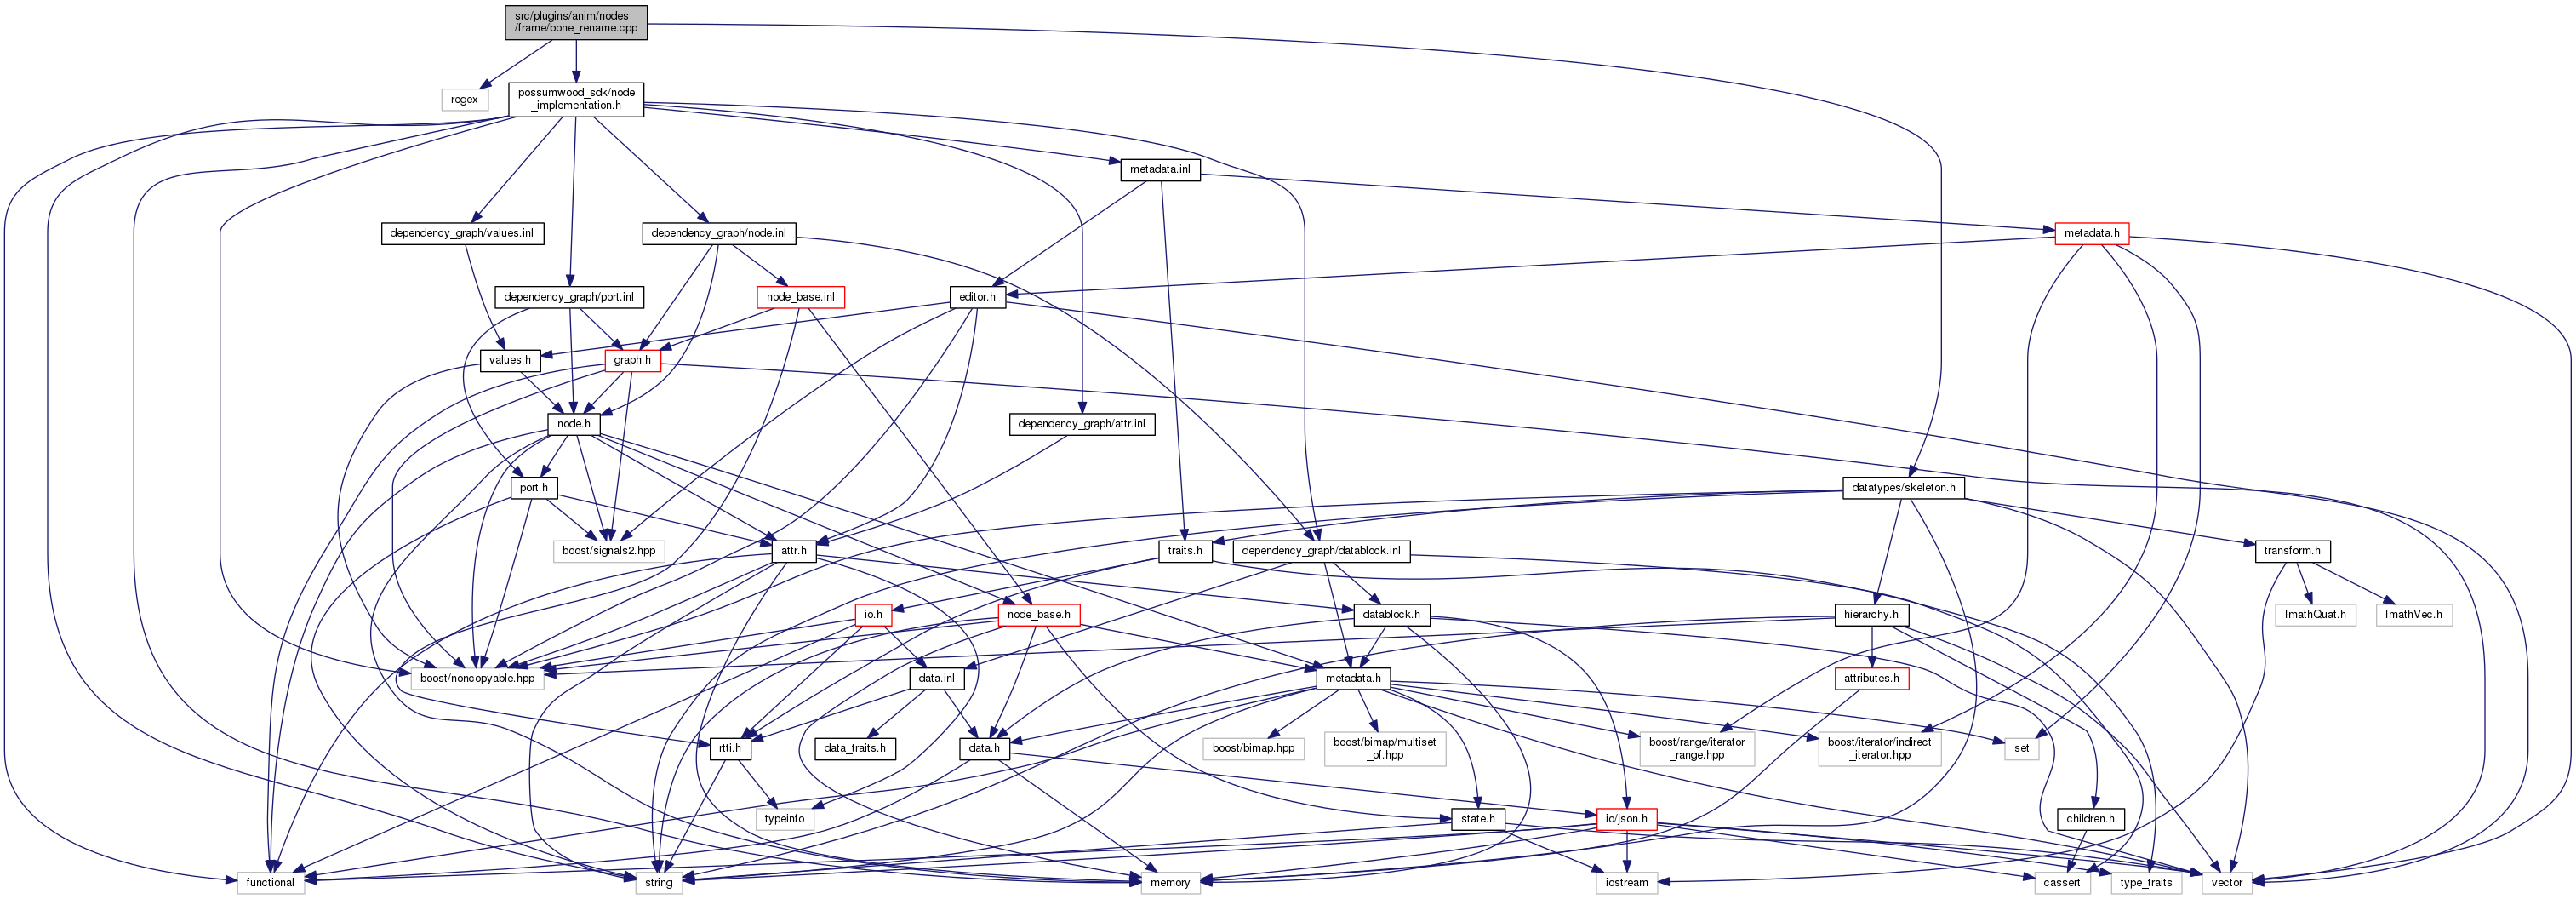 src/plugins/anim/nodes
/frame/bone_rename.cpp
regex
possumwood_sdk/node
_implementation.h
metadata.inl
dependency_graph/values.inl
dependency_graph/node.inl
metadata.h
dependency_graph/port.inl
node_base.inl
editor.h
values.h
graph.h
node.h
dependency_graph/attr.inl
port.h
datatypes/skeleton.h
boost/signals2.hpp
attr.h
traits.h
dependency_graph/datablock.inl
transform.h
io.h
node_base.h
datablock.h
hierarchy.h
ImathQuat.h
ImathVec.h
boost/noncopyable.hpp
data.inl
metadata.h
attributes.h
rtti.h
data_traits.h
data.h
boost/bimap.hpp
boost/bimap/multiset
_of.hpp
boost/range/iterator
_range.hpp
boost/iterator/indirect
_iterator.hpp
set
typeinfo
state.h
io/json.h
children.h
functional
string
memory
iostream
cassert
type_traits
vector